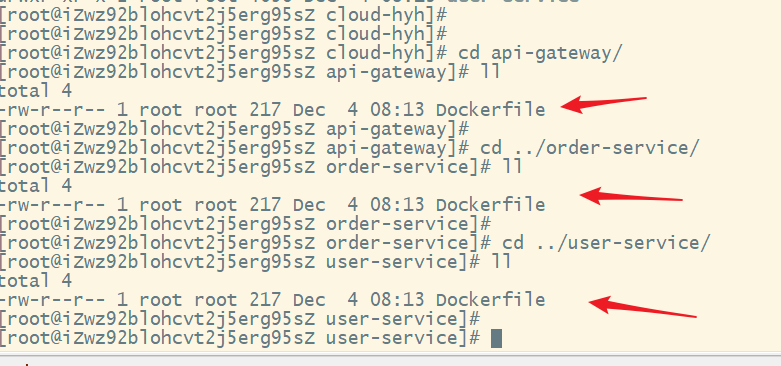 [root@iZwz92blohcvt2j5erg95sZ cloud-hyh]#
[root@iZwz92blohcvt2j5erg95sZ cloud-hyh]#
[root@iZwz92blohcvt2j5erg95sZ cloud-hyh]# cd api-gateway/
[root@iZwz92blohcvt2j5erg95sZ api-gateway]# ll
total 4
-rw-r--r-- 1 root root 217 Dec  4 08:13 Dockerfile
[root@iZwz92blohcvt2j5erg95sZ api-gateway]#
[root@iZwz92blohcvt2j5erg95sZ api-gateway]# cd ../order-service/
[root@iZwz92blohcvt2j5erg95sZ order-service]# ll
total 4
-rw-r--r-- 1 root root 217 Dec  4 08:13 Dockerfile
[root@iZwz92blohcvt2j5erg95sZ order-service]#
[root@iZwz92blohcvt2j5erg95sZ order-service]# cd ../user-service/
[root@iZwz92blohcvt2j5erg95sZ user-service]# ll
total 4
-rw-r--r-- 1 root root 217 Dec  4 08:13 Dockerfile
[root@iZwz92blohcvt2j5erg95sZ user-service]#
[root@iZwz92blohcvt2j5erg95sZ user-service]#